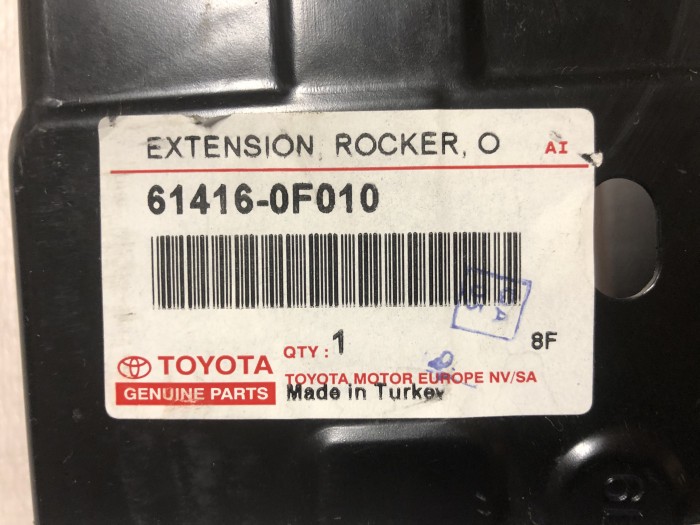 EXTENSION, ROCKER, O
AI
61416-0F010
QTY : 1
8F
TOYOTA
GENUINE PARTS
TOYOTA MOTOR EUROPE NV/SA
Made in Turkey